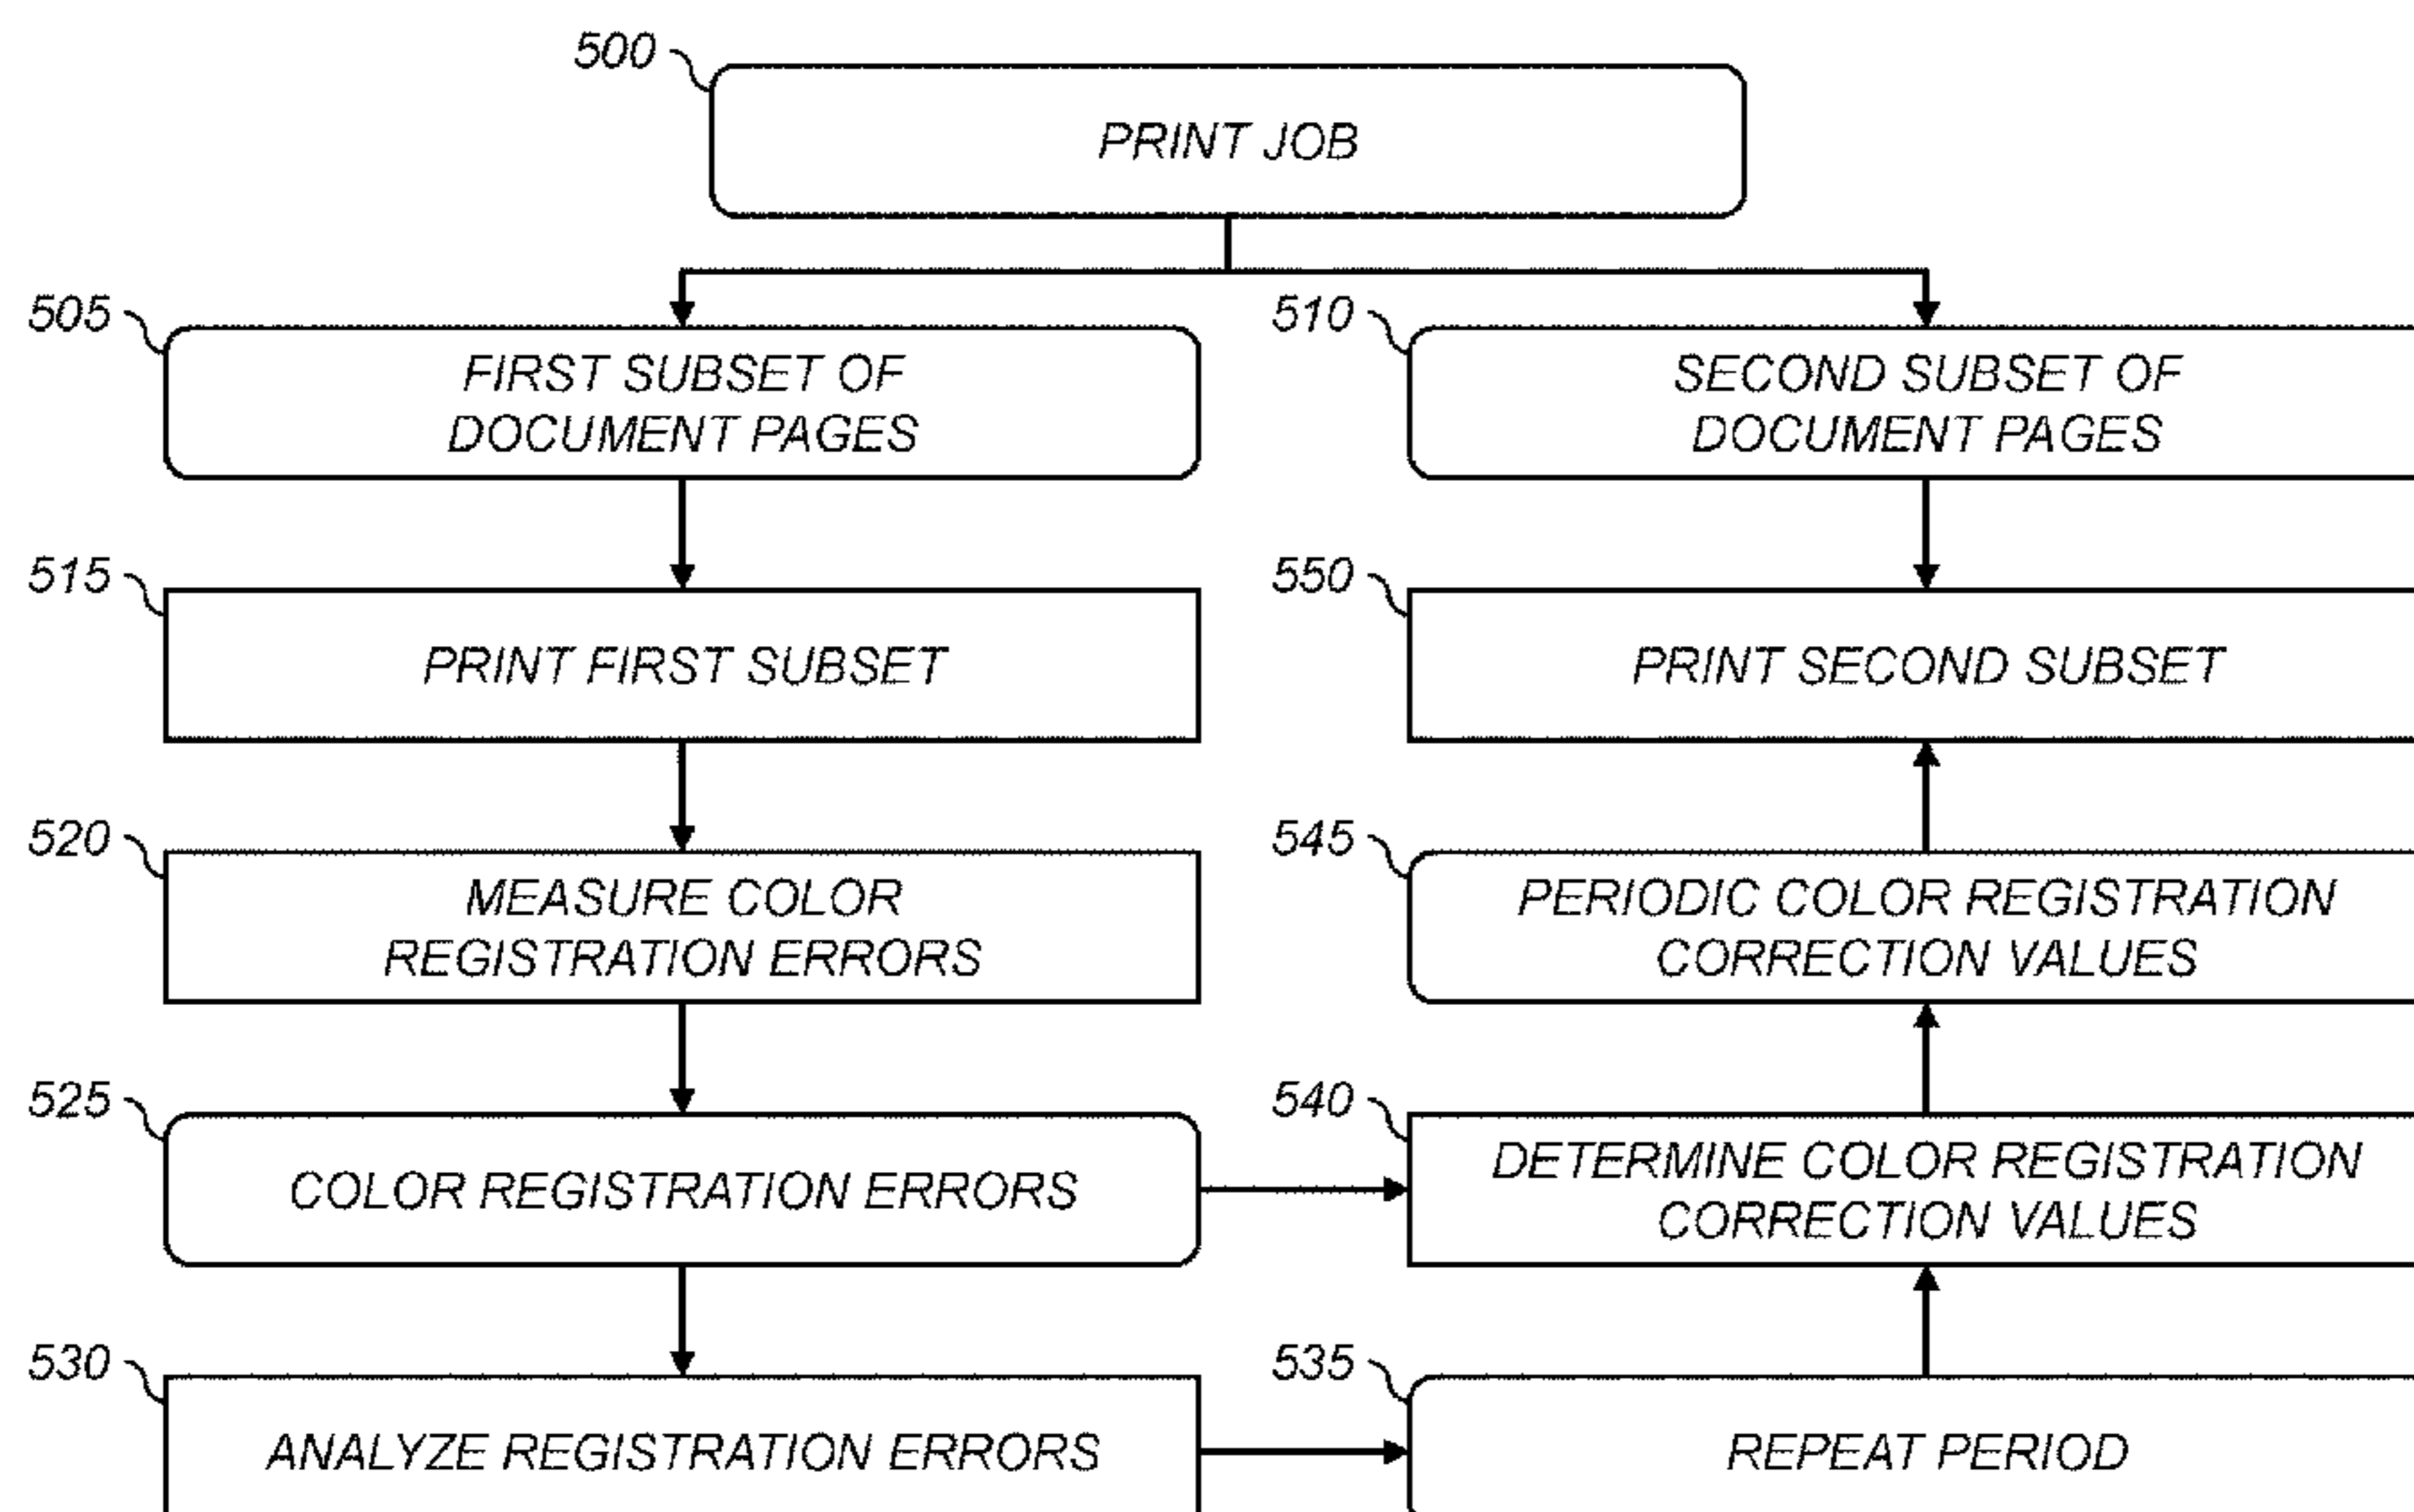 500
PRINT JOB
505
FIRST SUBSET OF
DOCUMENT PAGES
510
SECOND SUBSET OF
DOCUMENT PAGES
515
PRINT FIRST SUBSET
550
PRINT SECOND SUBSET
520
MEASURE COLOR
REGISTRATION ERRORS
545
PERIODIC COLOR REGISTRATION
CORRECTION VALUES
525
COLOR REGISTRATION ERRORS
540
DETERMINE COLOR REGISTRATION
CORRECTION VALUES
530
ANALYZE REGISTRATION ERRORS
535
REPEAT PERIOD